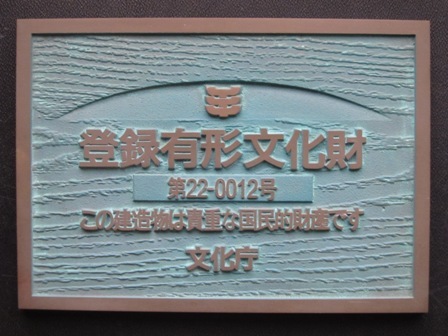 登録有形文化財
第22-0012号
この建造物は貴重な国民的財産です
文化庁